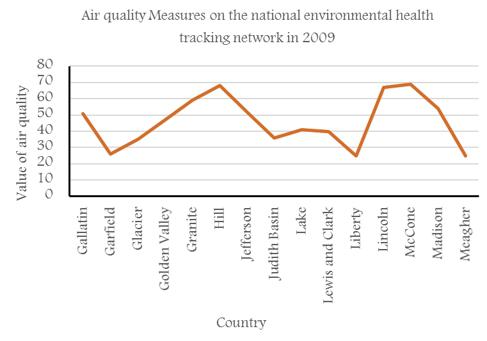 Air quality Measures on the national environmental health
tracking network in 2009
Value of air quality
80
70
60
50
40
30
20
10
0
Gallatin
Garfield
Glacier
Golden Valley
Granite
Hill
Jefferson
Judith Basin
Lake
Lewis and Clark
Liberty
Lincoln
McCone
Madison
Meagher
Country